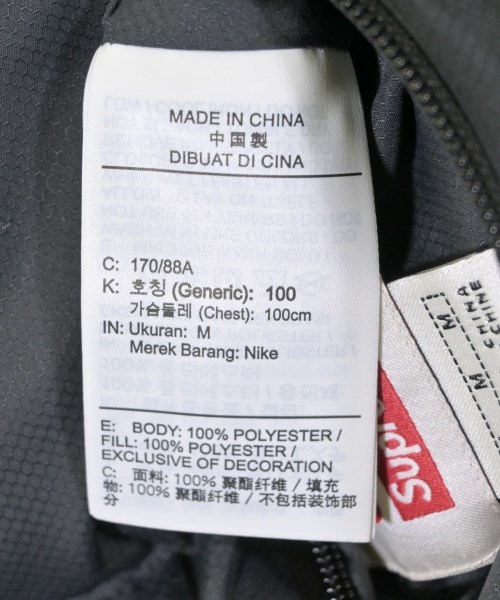 MADE IN CHINA
中国製
DIBUAT DI CINA
C: 170/88A
K: 호칭 (Generic): 100
가슴둘레 (Chest): 100cm
IN: Ukuran: M
Merek Barang: Nike
E: BODY: 100% POLYESTER /
FILL: 100% POLYESTER /
EXCLUSIVE OF DECORATION
C: 面料: 100% 聚酯纤维 / 填充
物: 100% 聚酯纤维 / 不包括装饰部
分
Supre
M
M
CHINA
CHINE